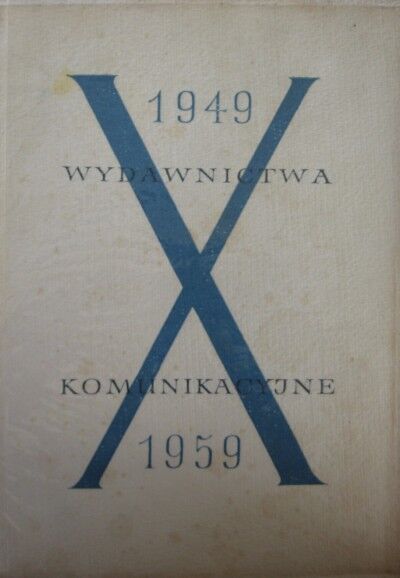 1949
WYDAWNICTWA
X
KOMUNIKACYJNE
1959